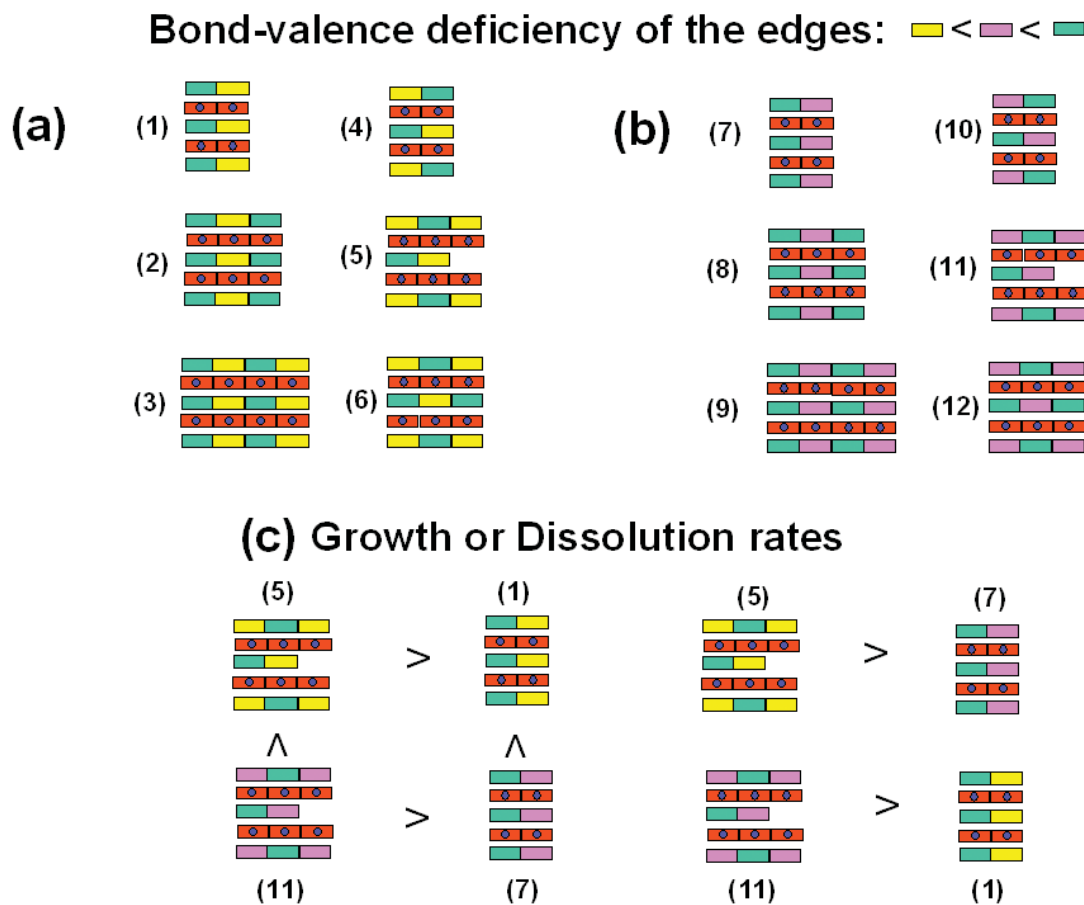 Bond-valence deficiency of the edges: < <
(a)
(1)
(4)
(2)
(5)
(3)
(6)
(b)
(7)
(10)
(8)
(11)
(9)
(12)
(c) Growth or Dissolution rates
(5) (1) (5) (7)
> >
∧ ∧
> >
(11) (7) (11) (1)